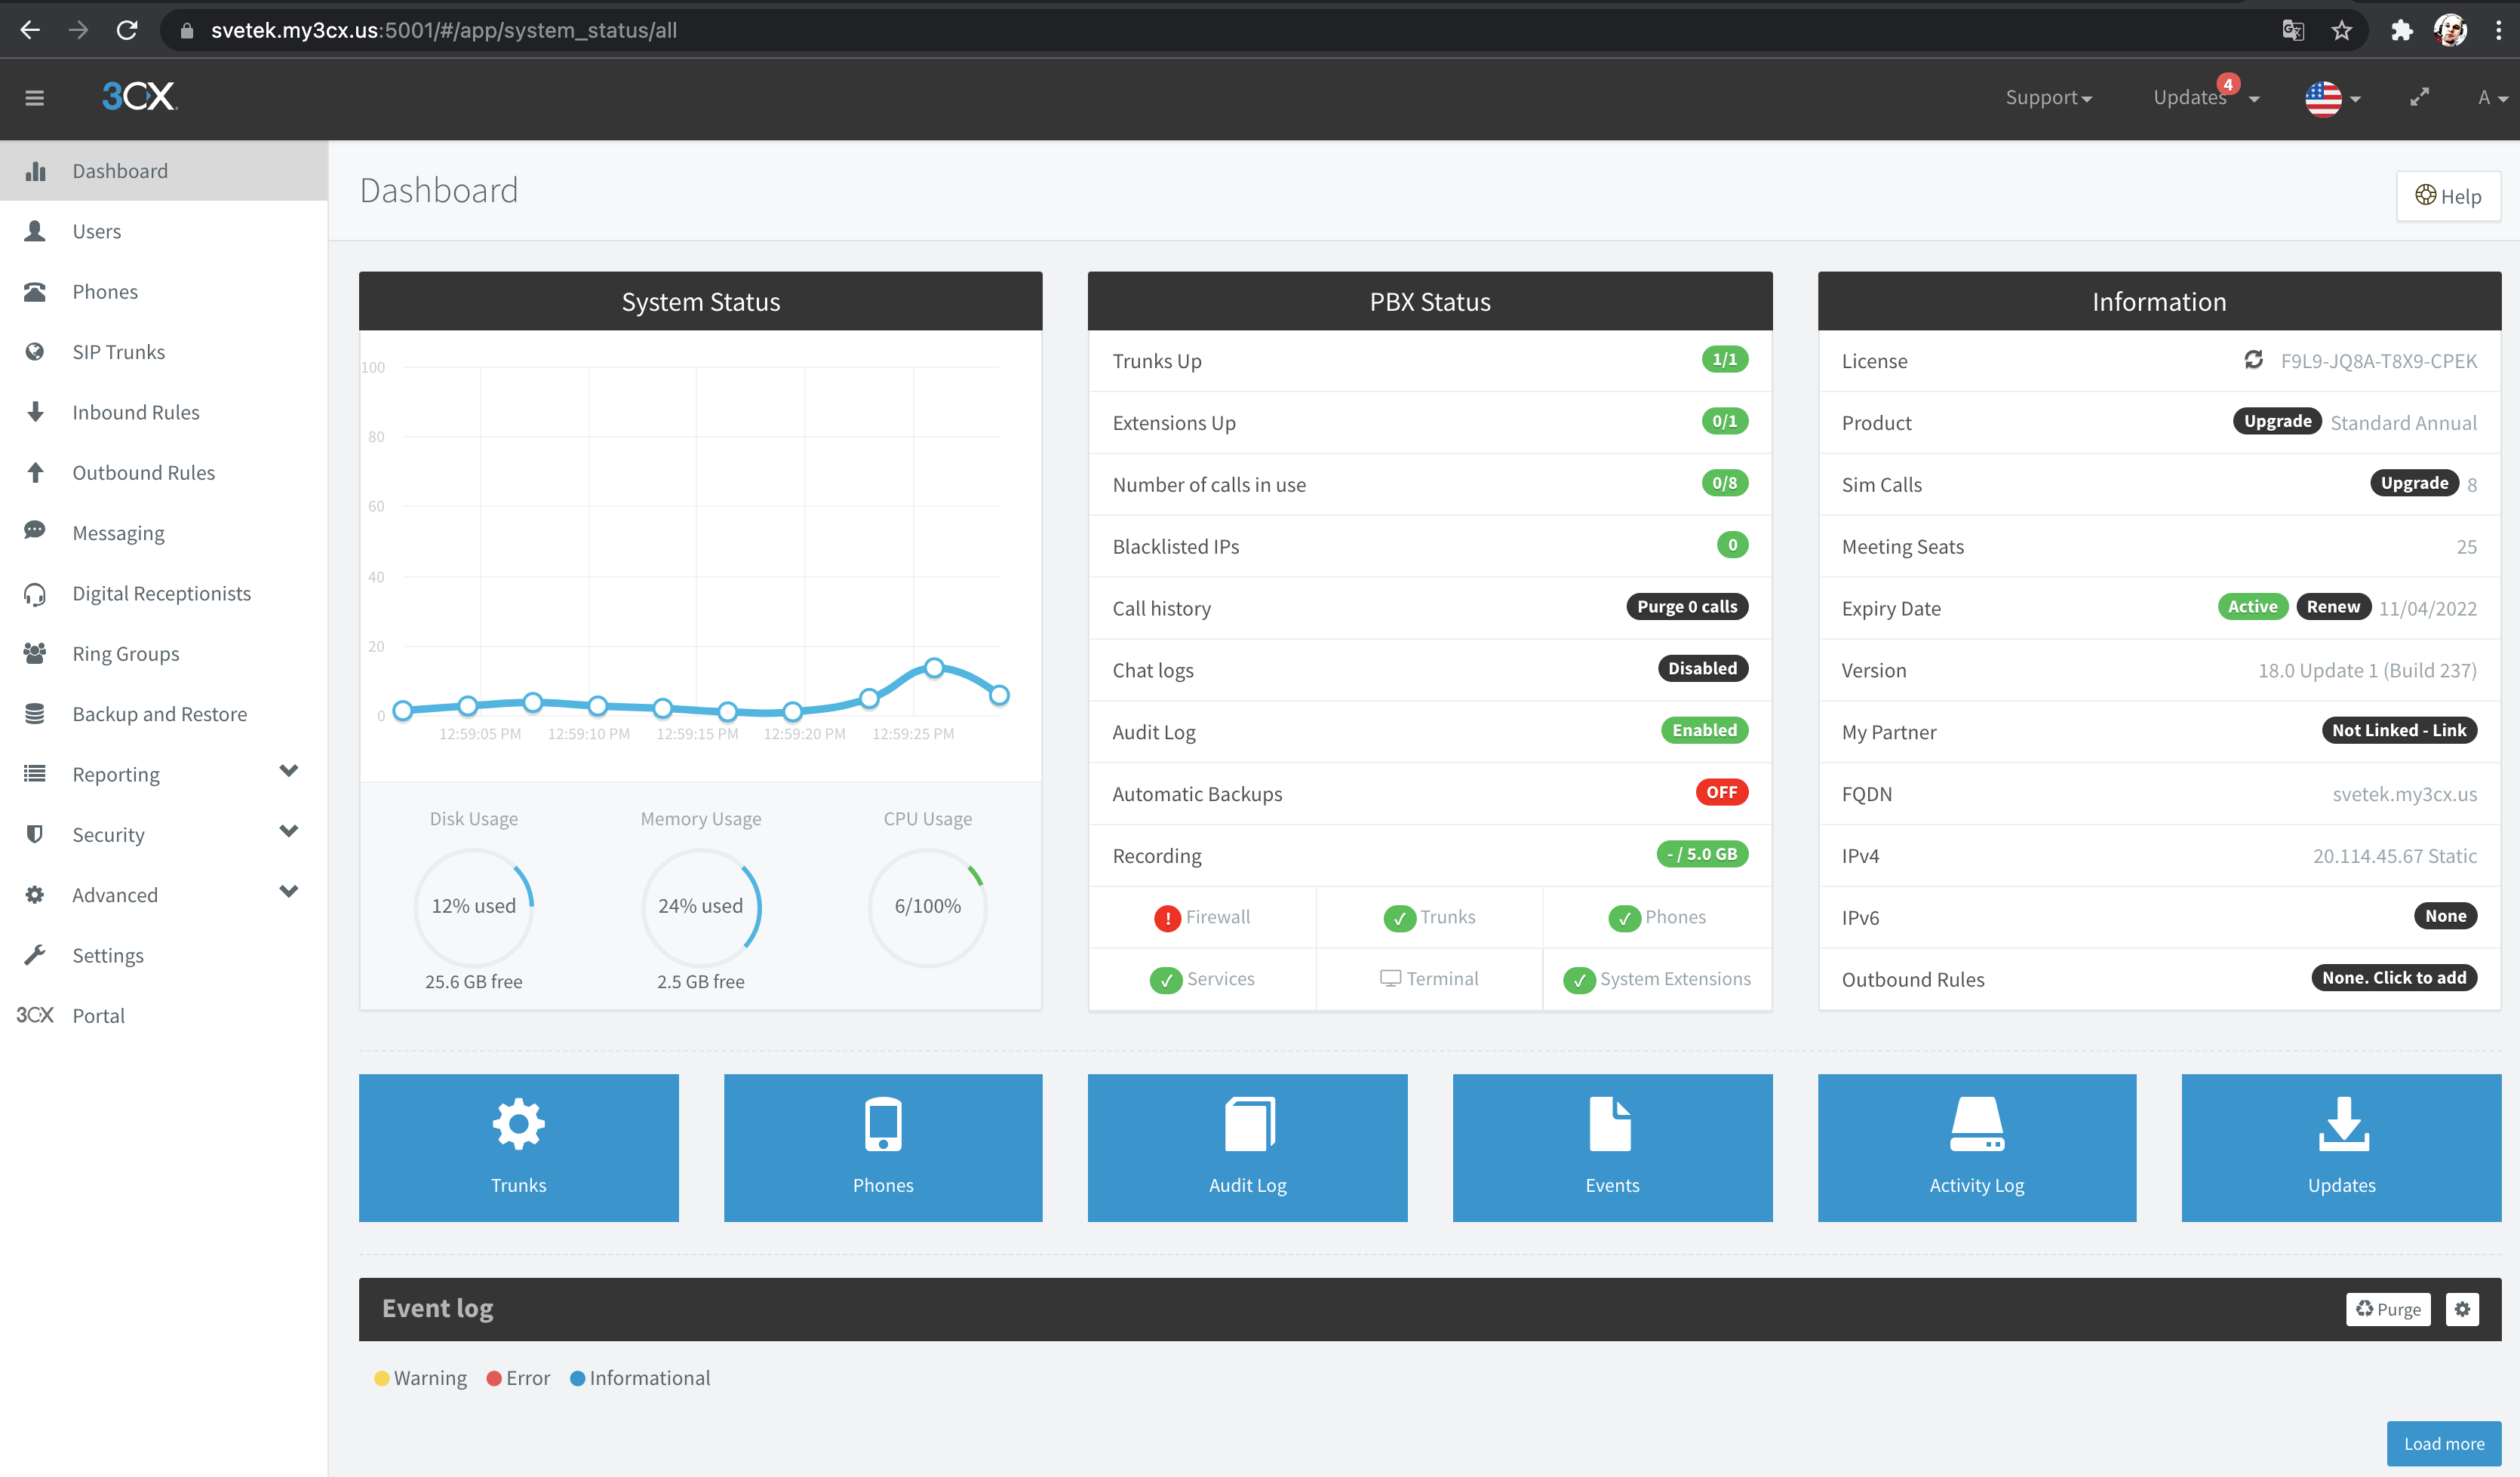 svetek.my3cx.us:5001/#/app/system_status/all
3CX
Support
Updates
4
A
Dashboard
Users
Phones
SIP Trunks
Inbound Rules
Outbound Rules
Messaging
Digital Receptionists
Ring Groups
Backup and Restore
Reporting
Security
Advanced
Settings
3CX Portal
Dashboard
Help
System Status
100
80
60
40
20
0
12:59:05 PM 12:59:10 PM 12:59:15 PM 12:59:20 PM 12:59:25 PM
Disk Usage Memory Usage CPU Usage
12% used 24% used 6/100%
25.6 GB free 2.5 GB free
PBX Status
Trunks Up 1/1
Extensions Up 0/1
Number of calls in use 0/8
Blacklisted IPs 0
Call history Purge 0 calls
Chat logs Disabled
Audit Log Enabled
Automatic Backups OFF
Recording - / 5.0 GB
! Firewall Trunks Phones
Services Terminal System Extensions
Information
License F9L9-JQ8A-T8X9-CPEK
Product Upgrade Standard Annual
Sim Calls Upgrade 8
Meeting Seats 25
Expiry Date Active Renew 11/04/2022
Version 18.0 Update 1 (Build 237)
My Partner Not Linked - Link
FQDN svetek.my3cx.us
IPv4 20.114.45.67 Static
IPv6 None
Outbound Rules None. Click to add
Trunks Phones Audit Log Events Activity Log Updates
Event log Purge
Warning Error Informational
Load more